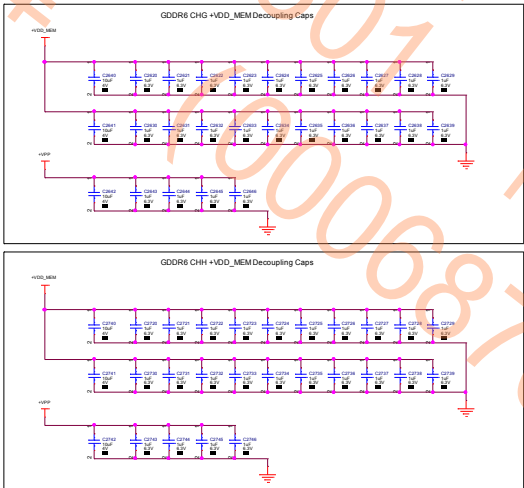 GDDR6 CHG +VDD_MEM Decoupling Caps
+VDD_MEM
C2640 C2620 C2621 C2622 C2623 C2624 C2625 C2626 C2627 C2628 C2629
10uF 1uF 1uF 1uF 1uF 1uF 1uF 1uF 1uF 1uF 1uF
4V 6.3V 6.3V 6.3V 6.3V 6.3V 6.3V 6.3V 6.3V 6.3V 6.3V
C2641 C2630 C2631 C2632 C2633 C2634 C2635 C2636 C2637 C2638 C2639
10uF 1uF 1uF 1uF 1uF 1uF 1uF 1uF 1uF 1uF 1uF
4V 6.3V 6.3V 6.3V 6.3V 6.3V 6.3V 6.3V 6.3V 6.3V 6.3V
+VPP
C2642 C2643 C2644 C2645 C2666
10uF 1uF 1uF 1uF 1uF
4V 6.3V 6.3V 6.3V 6.3V
GDDR6 CHH +VDD_MEM Decoupling Caps
+VDD_MEM
C2740 C2720 C2721 C2722 C2723 C2724 C2725 C2726 C2727 C2728 C2729
10uF 1uF 1uF 1uF 1uF 1uF 1uF 1uF 1uF 1uF 1uF
4V 6.3V 6.3V 6.3V 6.3V 6.3V 6.3V 6.3V 6.3V 6.3V 6.3V
C2741 C2730 C2731 C2732 C2733 C2734 C2735 C2736 C2737 C2738 C2739
10uF 1uF 1uF 1uF 1uF 1uF 1uF 1uF 1uF 1uF 1uF
4V 6.3V 6.3V 6.3V 6.3V 6.3V 6.3V 6.3V 6.3V 6.3V 6.3V
+VPP
C2742 C2743 C2744 C2745 C2766
10uF 1uF 1uF 1uF 1uF
4V 6.3V 6.3V 6.3V 6.3V